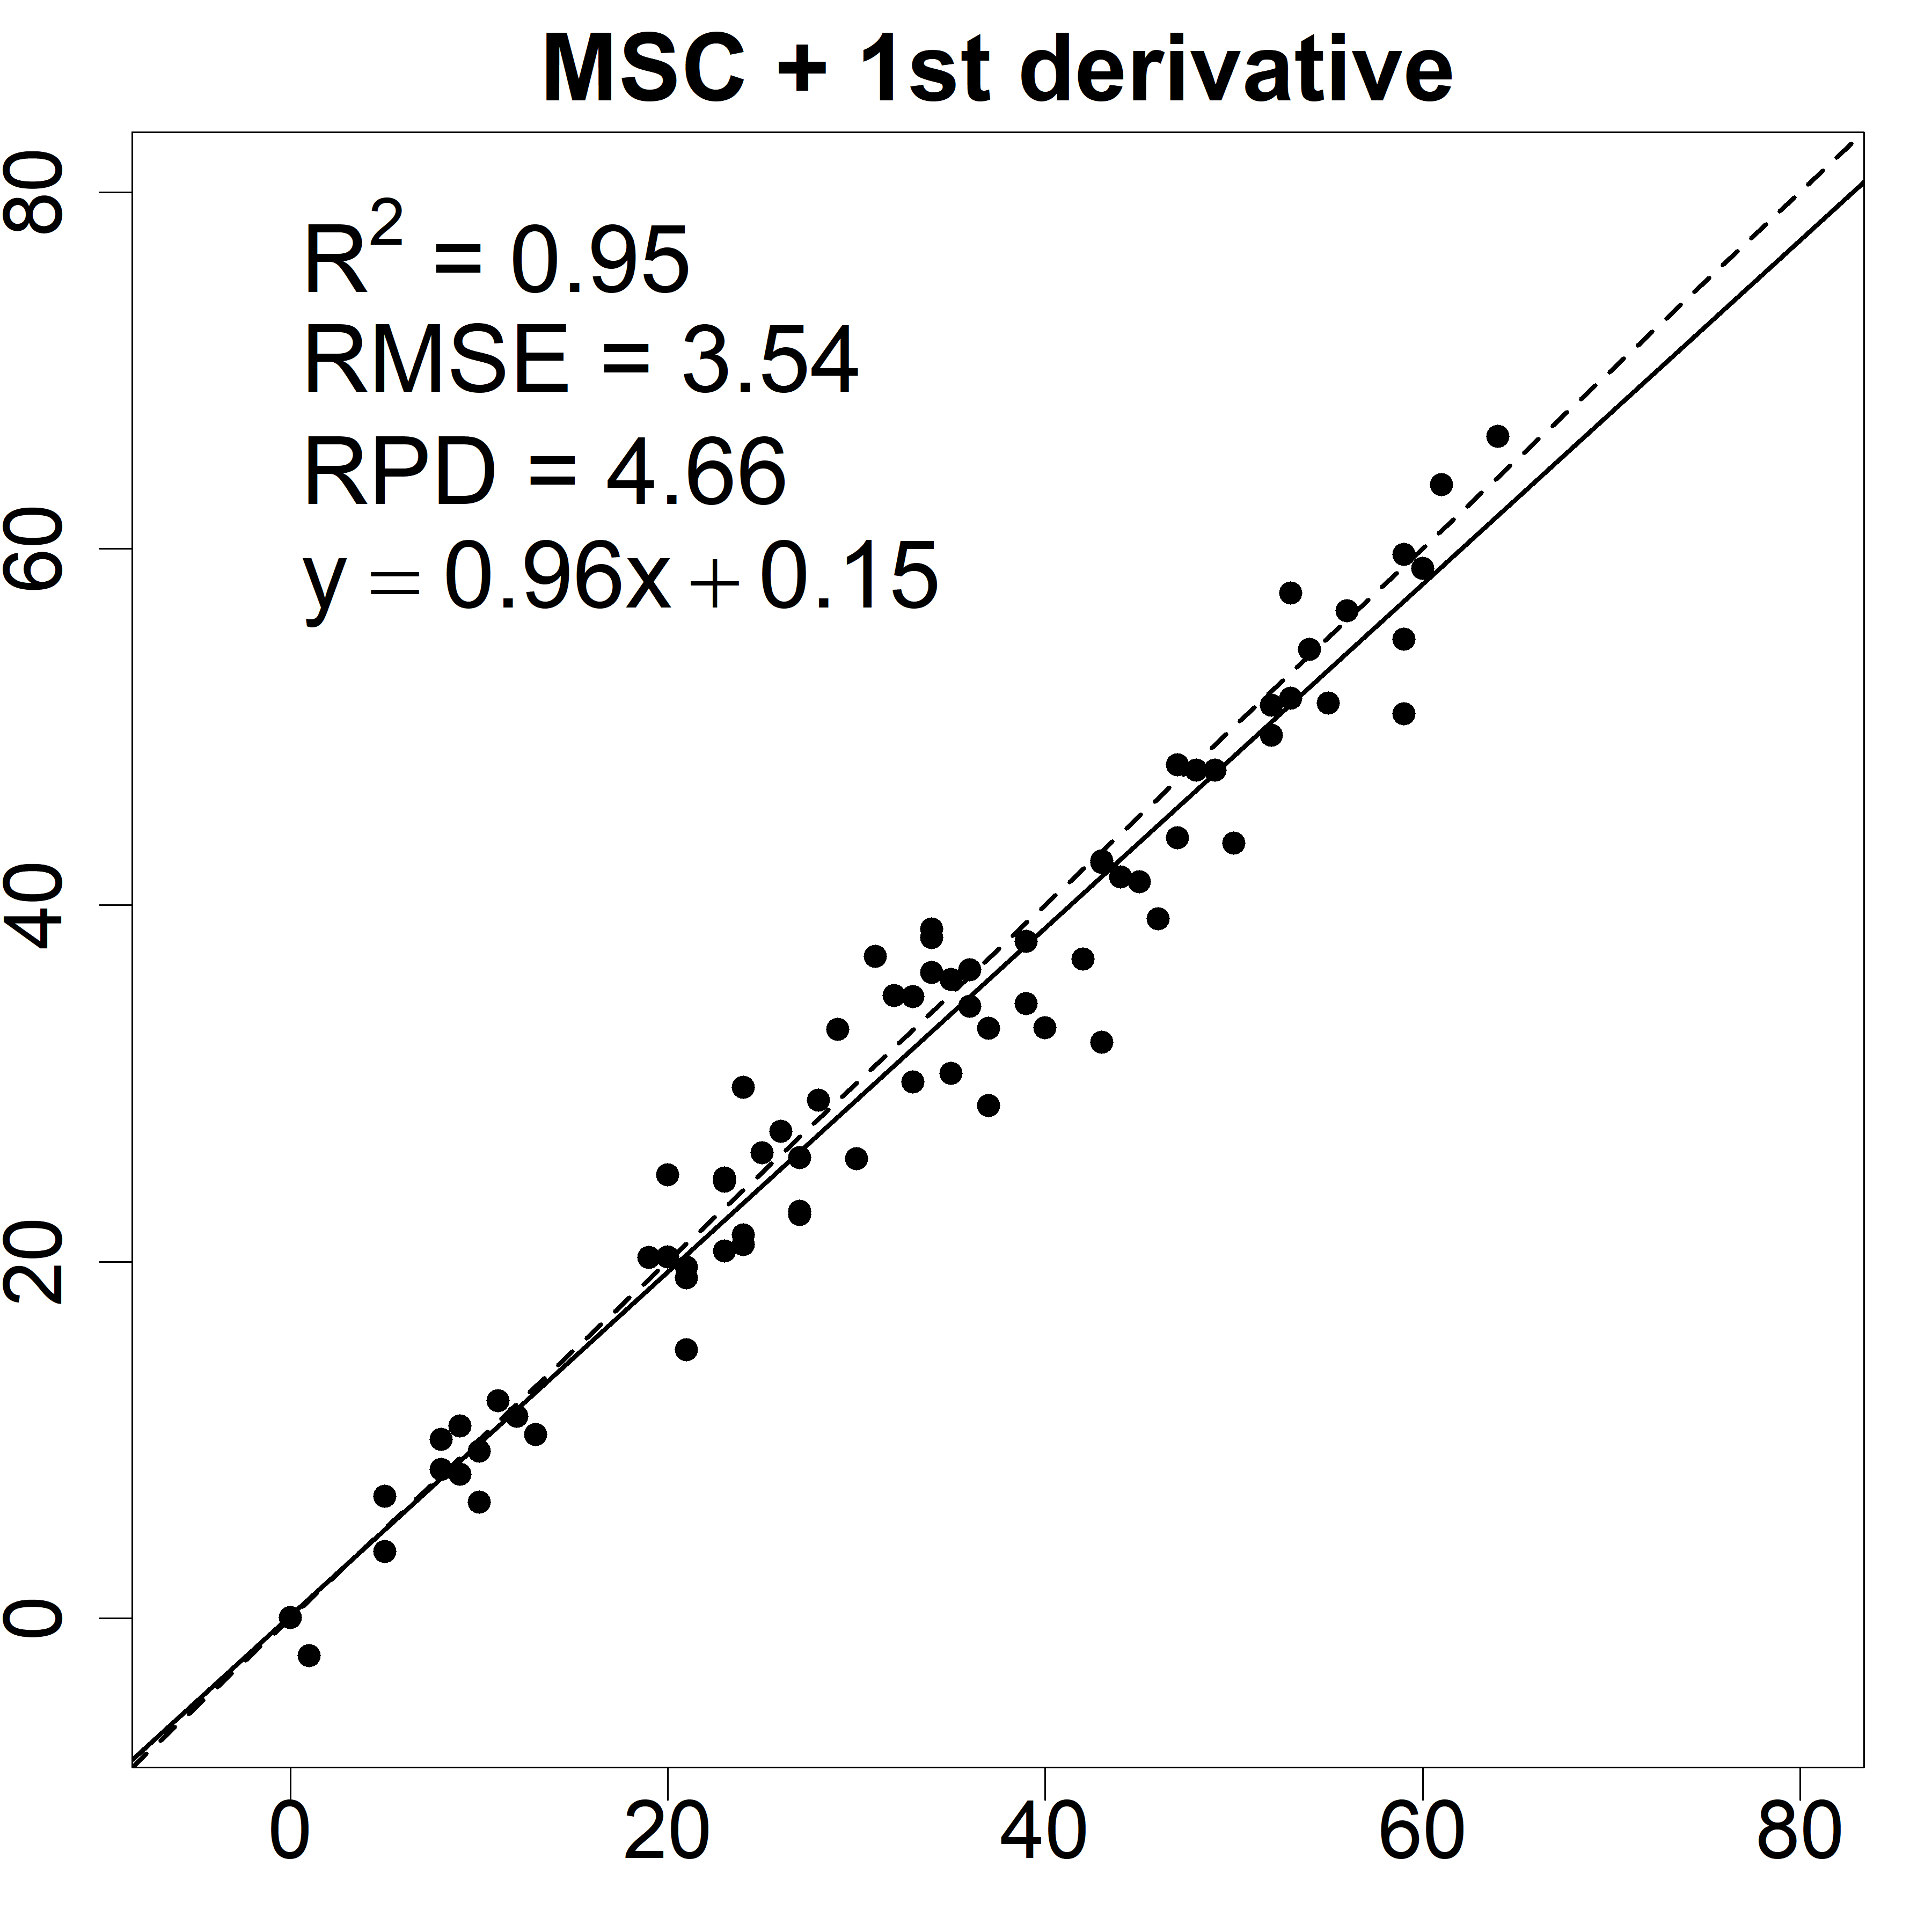 MSC + 1st derivative
R² = 0.95
RMSE = 3.54
RPD = 4.66
y = 0.96x + 0.15
80
60
40
20
0
0 20 40 60 80